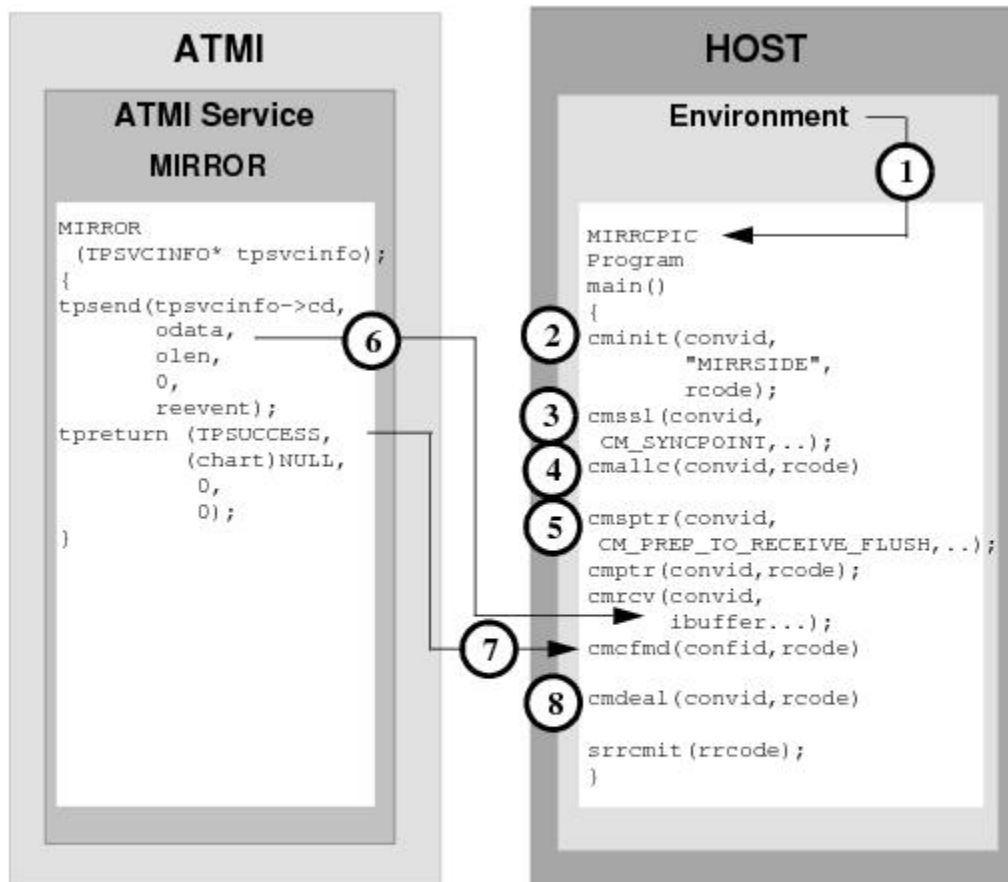 ATMI
ATMI Service
MIRROR
MIRROR
(TPSVCINFO* tpsvcinfo);
{
tpsend(tpsvcinfo->cd,
odata,
olen,
0,
reevent);
tpreturn (TPSUCCESS,
(chart)NULL,
0,
0);
}
6
7
HOST
Environment
1
MIRRCPIC
Program
main()
{
2
cminit(convid,
"MIRRSIDE",
rcode);
3
cmssl(convid,
CM_SYNCPOINT,..);
4
cmallc(convid,rcode)
5
cmsptr(convid,
CM_PREP_TO_RECEIVE_FLUSH,..);
cmptr(convid,rcode);
cmrcv(convid,
ibuffer...);
cmcfmd(confid,rcode)
8
cmdeal(convid,rcode)
srrcmit(rrcode);
}